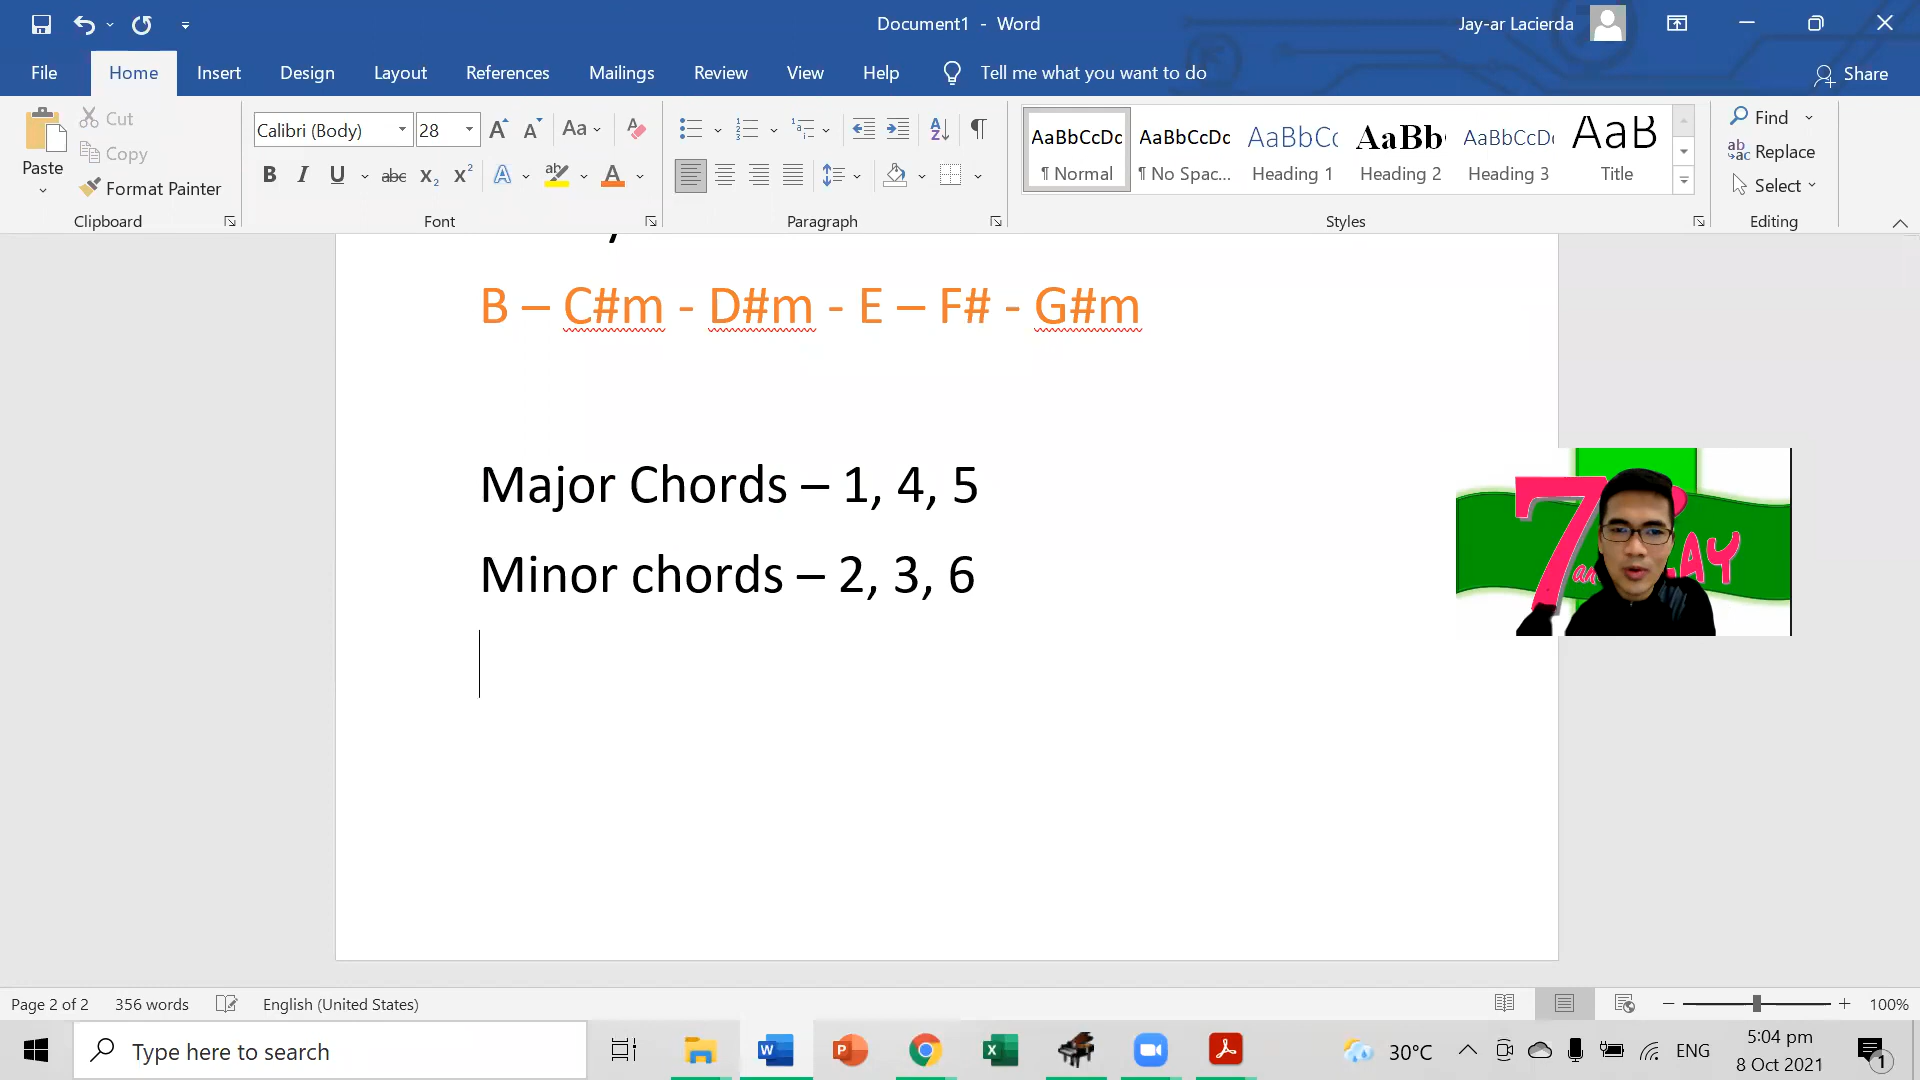 Document1 - Word
Jay-ar Lacierda
File Home Insert Design Layout References Mailings Review View Help Tell me what you want to do Share
Cut
Copy
Format Painter
Paste
Calibri (Body) 28
AaBbCcDc AaBbCcDc AaBbCc AaBb AaBbCcD AaB
¶ Normal ¶ No Spac... Heading 1 Heading 2 Heading 3 Title
Find
Replace
Select
Clipboard Font Paragraph Styles Editing
B – C#m - D#m - E – F# - G#m
Major Chords – 1, 4, 5
Minor chords – 2, 3, 6
7
Page 2 of 2 356 words English (United States) 100%
Type here to search
30°C ENG
5:04 pm
8 Oct 2021
1